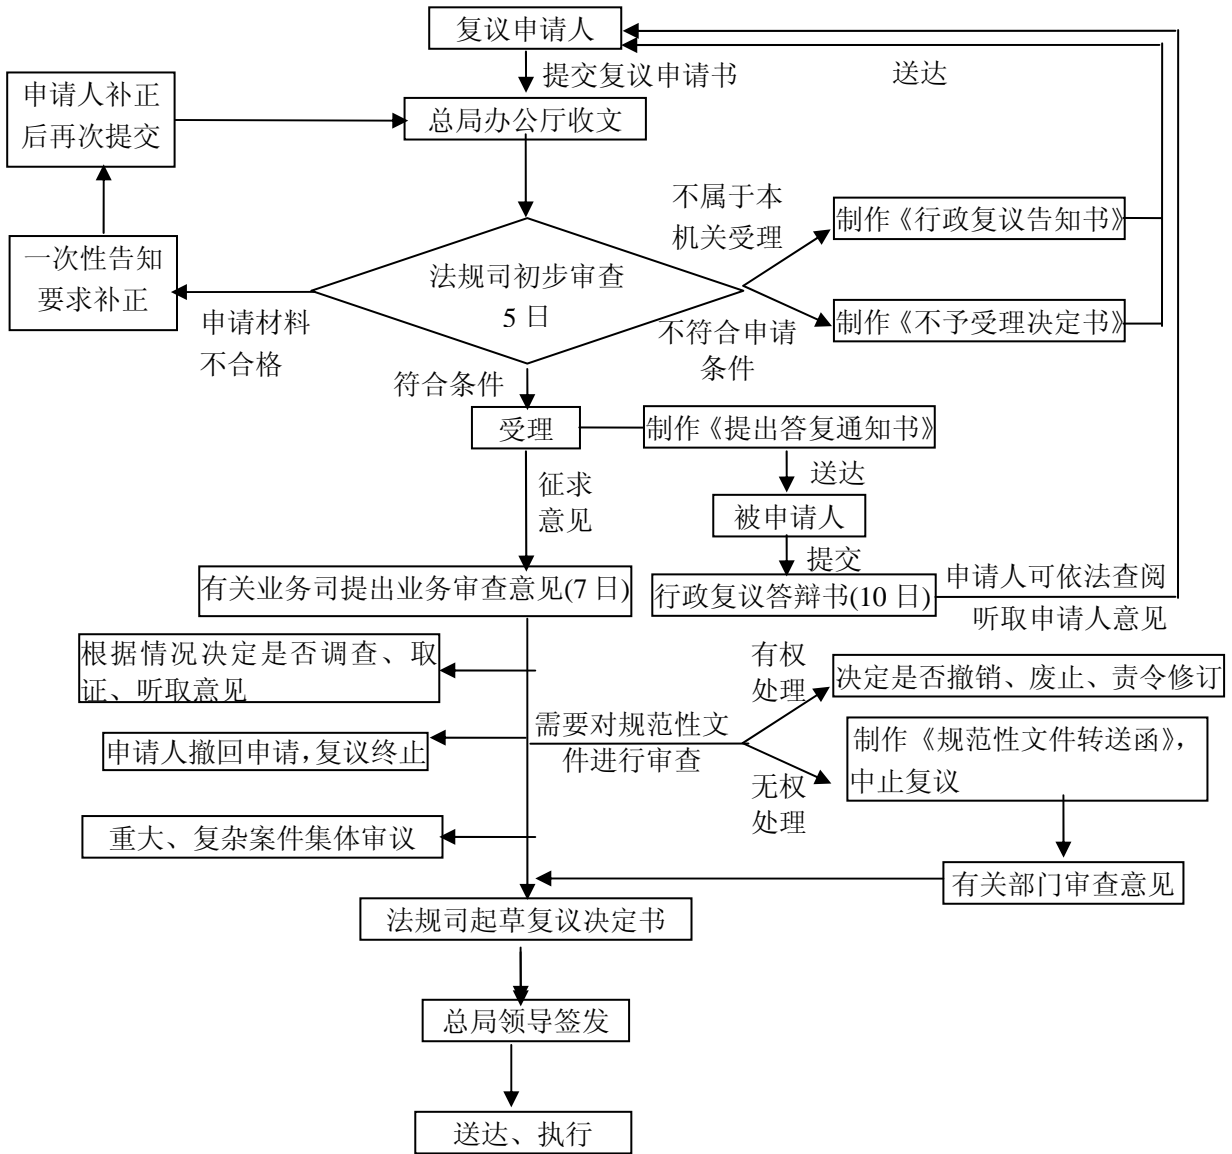 复议申请人
提交复议申请书
送达
申请人补正
后再次提交
总局办公厅收文
不属于本
机关受理
制作《行政复议告知书》
一次性告知
要求补正
法规司初步审查
5 日
申请材料
不合格
不符合申请
条件
制作《不予受理决定书》
符合条件
受理
制作《提出答复通知书》
送达
征求
意见
被申请人
提交
有关业务司提出业务审查意见(7 日)
行政复议答辩书(10 日)
申请人可依法查阅
听取申请人意见
根据情况决定是否调查、取
证、听取意见
有权
处理
决定是否撤销、废止、责令修订
需要对规范性文
件进行审查
申请人撤回申请,复议终止
制作《规范性文件转送函》,
中止复议
无权
处理
重大、复杂案件集体审议
有关部门审查意见
法规司起草复议决定书
总局领导签发
送达、执行